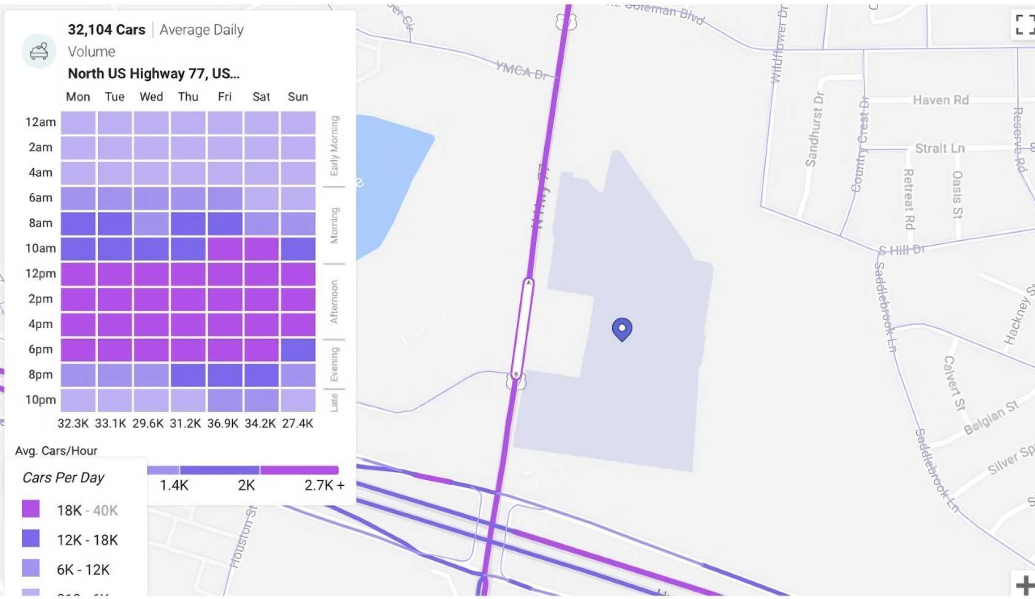 32,104 Cars | Average Daily
Volume
North US Highway 77, US...
Mon Tue Wed Thu Fri Sat Sun
12am
2am
4am
6am
8am
10am
12pm
2pm
4pm
6pm
8pm
10pm
Early Morning
Morning
Afternoon
Evening
Late
32.3K 33.1K 29.6K 31.2K 36.9K 34.2K 27.4K
Avg. Cars/Hour
1.4K 2K 2.7K +
Cars Per Day
18K - 40K
12K - 18K
6K - 12K
Coleman Blvd
YMCA Dr
N Hwy 77
Wildflower Dr
Sandhurst Dr
Country Crest Dr
Haven Rd
Strait Ln
Retreat Rd
Oasis St
Reserve Rd
S Hill Dr
Saddlebrook Ln
Saddlebrook Ln
Hackney S
Calvert St
Belgian St
Silver Sp
Houston St